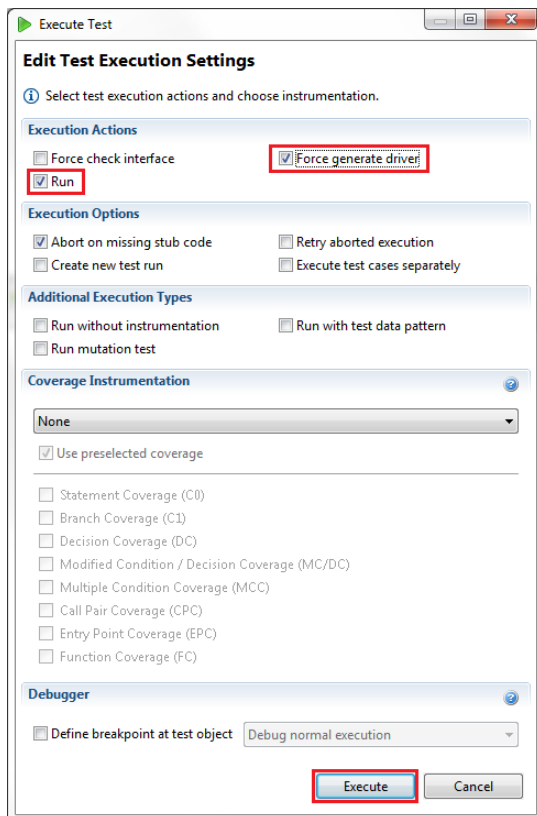 Execute Test
Edit Test Execution Settings
Select test execution actions and choose instrumentation.
Execution Actions
Force check interface Force generate driver
Run
Execution Options
Abort on missing stub code Retry aborted execution
Create new test run Execute test cases separately
Additional Execution Types
Run without instrumentation Run with test data pattern
Run mutation test
Coverage Instrumentation
None
Use preselected coverage
Statement Coverage (C0)
Branch Coverage (C1)
Decision Coverage (DC)
Modified Condition / Decision Coverage (MC/DC)
Multiple Condition Coverage (MCC)
Call Pair Coverage (CPC)
Entry Point Coverage (EPC)
Function Coverage (FC)
Debugger
Define breakpoint at test object Debug normal execution
Execute Cancel